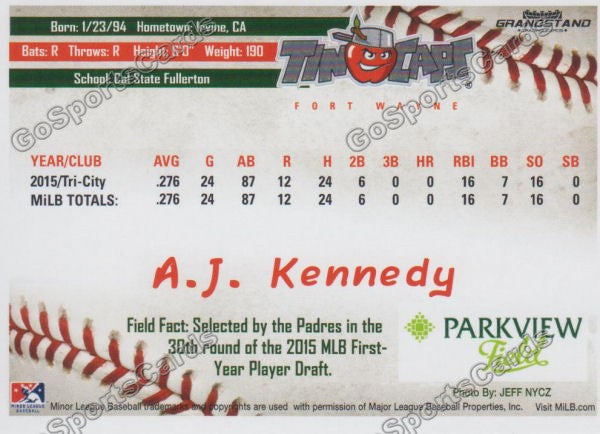 Born: 1/23/94 Hometown: Irvine, CA
Bats: R Throws: R Height: 6'0" Weight: 190
School: Cal State Fullerton
GRANDSTAND
TINCAPS
FORT WAYNE
YEAR/CLUB AVG G AB R H 2B 3B HR RBI BB SO SB
2015/Tri-City .276 24 87 12 24 6 0 0 16 7 16 0
MiLB TOTALS: .276 24 87 12 24 6 0 0 16 7 16 0
A.J. Kennedy
Field Fact: Selected by the Padres in the
30th round of the 2015 MLB First-
Year Player Draft.
PARKVIEW
Field
Photo By: JEFF NYCZ
MINOR LEAGUE
BASEBALL
Minor League Baseball trademarks and copyrights are used with permission of Major League Baseball Properties, Inc. Visit MiLB.com
GoSportsCards
GoSportsCards
GoSportsCards
GoSportsCards